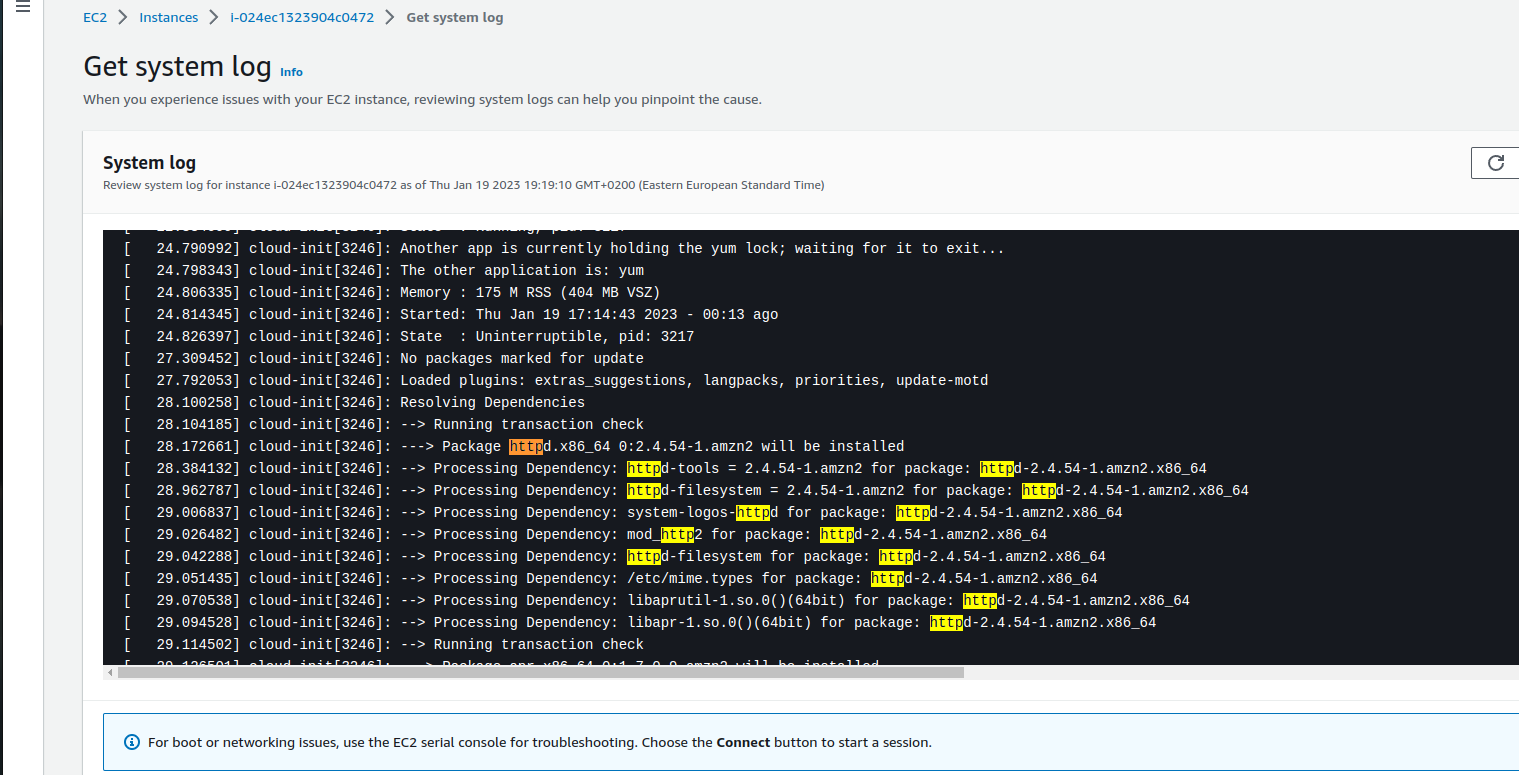 EC2 > Instances > i-024ec1323904c0472 > Get system log
Get system log Info
When you experience issues with your EC2 instance, reviewing system logs can help you pinpoint the cause.
System log
Review system log for instance i-024ec1323904c0472 as of Thu Jan 19 2023 19:19:10 GMT+0200 (Eastern European Standard Time)
[   24.790992] cloud-init[3246]: Another app is currently holding the yum lock; waiting for it to exit...
[   24.798343] cloud-init[3246]: The other application is: yum
[   24.806335] cloud-init[3246]: Memory : 175 M RSS (404 MB VSZ)
[   24.814345] cloud-init[3246]: Started: Thu Jan 19 17:14:43 2023 - 00:13 ago
[   24.826397] cloud-init[3246]: State  : Uninterruptible, pid: 3217
[   27.309452] cloud-init[3246]: No packages marked for update
[   27.792053] cloud-init[3246]: Loaded plugins: extras_suggestions, langpacks, priorities, update-motd
[   28.100258] cloud-init[3246]: Resolving Dependencies
[   28.104185] cloud-init[3246]: --> Running transaction check
[   28.172661] cloud-init[3246]: ---> Package httpd.x86_64 0:2.4.54-1.amzn2 will be installed
[   28.384132] cloud-init[3246]: --> Processing Dependency: httpd-tools = 2.4.54-1.amzn2 for package: httpd-2.4.54-1.amzn2.x86_64
[   28.962787] cloud-init[3246]: --> Processing Dependency: httpd-filesystem = 2.4.54-1.amzn2 for package: httpd-2.4.54-1.amzn2.x86_64
[   29.006837] cloud-init[3246]: --> Processing Dependency: system-logos-httpd for package: httpd-2.4.54-1.amzn2.x86_64
[   29.026482] cloud-init[3246]: --> Processing Dependency: mod_http2 for package: httpd-2.4.54-1.amzn2.x86_64
[   29.042288] cloud-init[3246]: --> Processing Dependency: httpd-filesystem for package: httpd-2.4.54-1.amzn2.x86_64
[   29.051435] cloud-init[3246]: --> Processing Dependency: /etc/mime.types for package: httpd-2.4.54-1.amzn2.x86_64
[   29.070538] cloud-init[3246]: --> Processing Dependency: libaprutil-1.so.0()(64bit) for package: httpd-2.4.54-1.amzn2.x86_64
[   29.094528] cloud-init[3246]: --> Processing Dependency: libapr-1.so.0()(64bit) for package: httpd-2.4.54-1.amzn2.x86_64
[   29.114502] cloud-init[3246]: --> Running transaction check
For boot or networking issues, use the EC2 serial console for troubleshooting. Choose the Connect button to start a session.